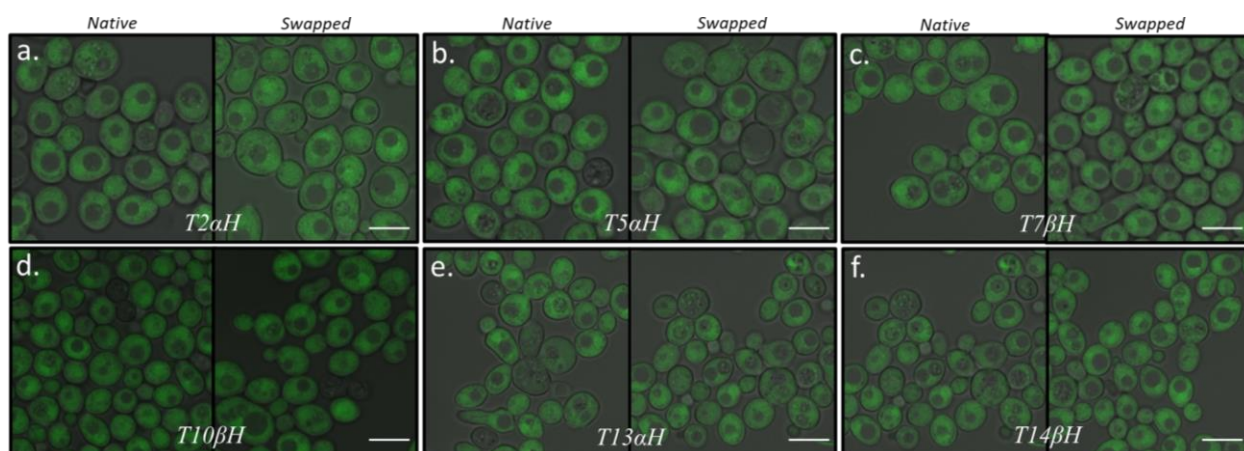 Native Swapped Native Swapped Native Swapped
a. b. c.
T2αH T5αH T7βH
d. e. f.
T10βH T13αH T14βH